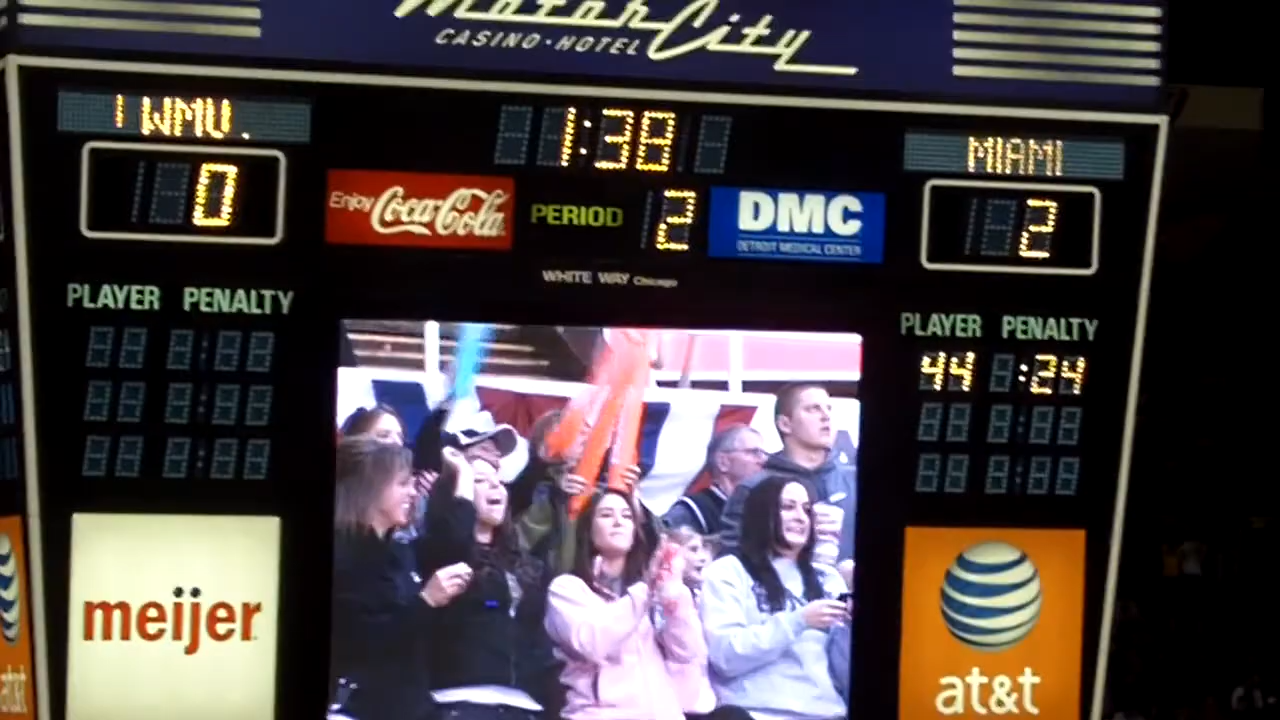 MotorCity
CASINO·HOTEL
1 WMU.
1:38
MIAMI
0
Enjoy Coca-Cola
PERIOD 2
DMC
DETROIT MEDICAL CENTER
2
WHITE WAY Chicago
PLAYER PENALTY
PLAYER PENALTY
44 :24
meijer
at&t
at&t